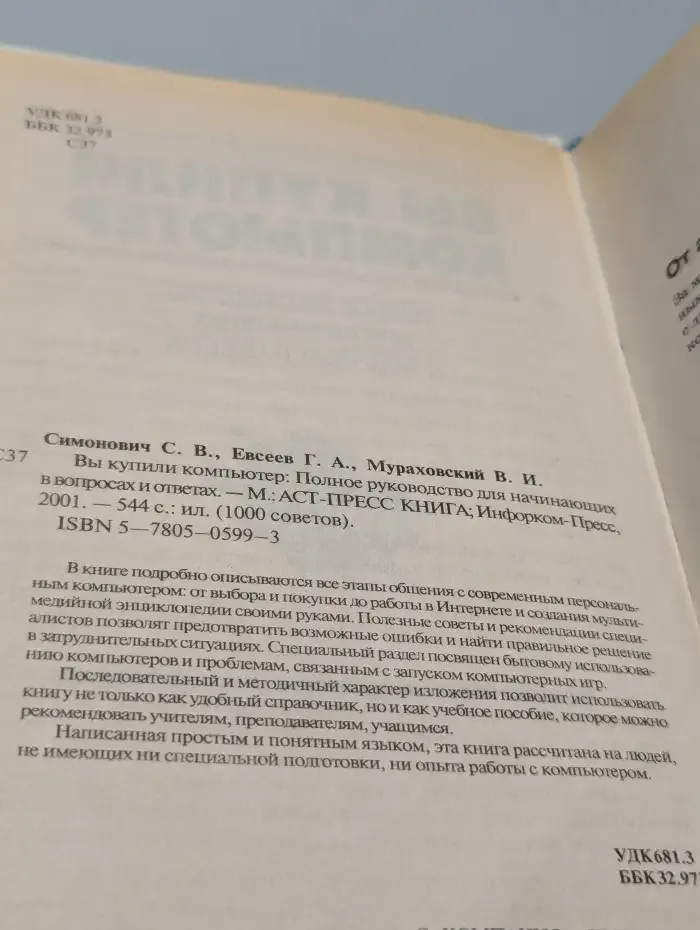 УДК 681.3
ББК 32.973
С37
Симонович С. В., Евсеев Г. А., Мураховский В. И.
С37
Вы купили компьютер: Полное руководство для начинающих
в вопросах и ответах. — М.: АСТ-ПРЕСС КНИГА; Инфорком-Пресс,
2001. — 544 с.: ил. (1000 советов).
ISBN 5—7805—0599—3
В книге подробно описываются все этапы общения с современным персональ-
ным компьютером: от выбора и покупки до работы в Интернете и создания мульти-
медийной энциклопедии своими руками. Полезные советы и рекомендации специ-
алистов позволят предотвратить возможные ошибки и найти правильное решение
в затруднительных ситуациях. Специальный раздел посвящен бытовому использова-
нию компьютеров и проблемам, связанным с запуском компьютерных игр.
Последовательный и методичный характер изложения позволит использовать
книгу не только как удобный справочник, но и как учебное пособие, которое можно
рекомендовать учителям, преподавателям, учащимся.
Написанная простым и понятным языком, эта книга рассчитана на людей,
не имеющих ни специальной подготовки, ни опыта работы с компьютером.
УДК 681.3
ББК 32.97
От
За